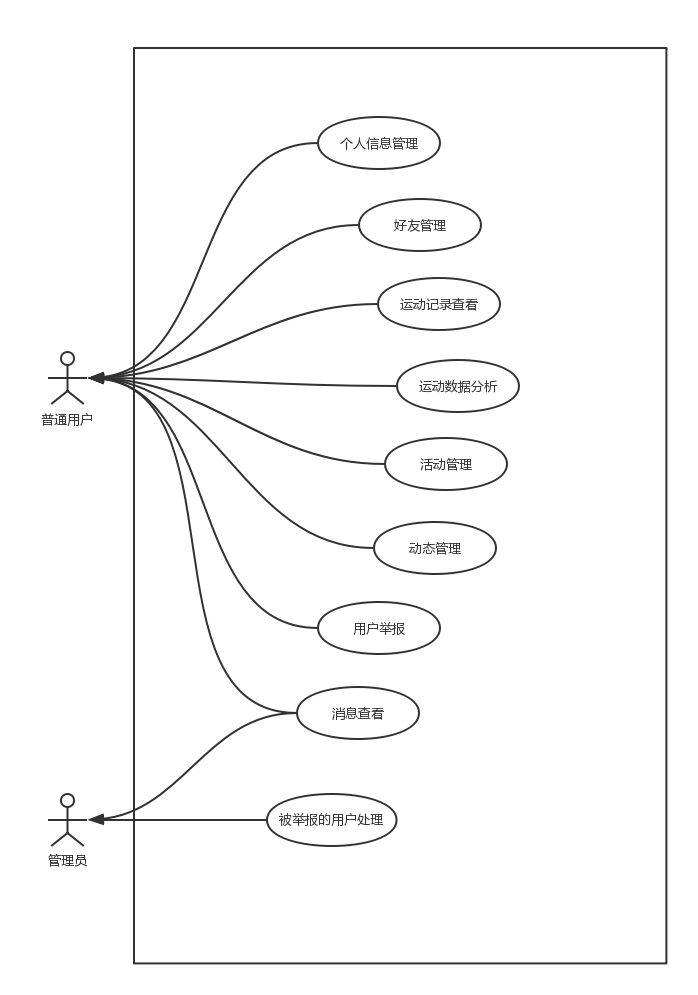 个人信息管理
好友管理
运动记录查看
运动数据分析
普通用户
活动管理
动态管理
用户举报
消息查看
被举报的用户处理
管理员